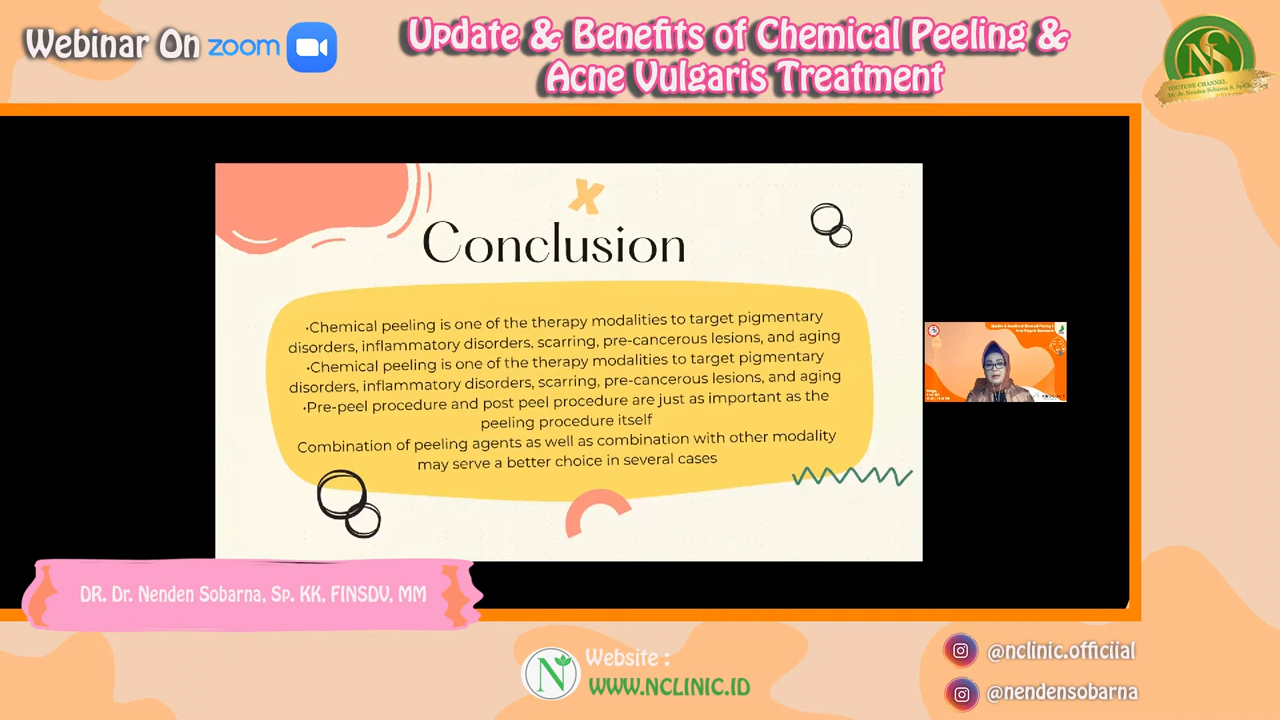 Webinar On zoom
Update & Benefits of Chemical Peeling &
Acne Vulgaris Treatment
NS
YOUTUBE CHANNEL
Conclusion
•Chemical peeling is one of the therapy modalities to target pigmentary
disorders, inflammatory disorders, scarring, pre-cancerous lesions, and aging
•Chemical peeling is one of the therapy modalities to target pigmentary
disorders, inflammatory disorders, scarring, pre-cancerous lesions, and aging
•Pre-peel procedure and post peel procedure are just as important as the
peeling procedure itself
Combination of peeling agents as well as combination with other modality
may serve a better choice in several cases
DR. Dr. Nenden Sobarna, Sp. KK, FINSDV, MM
N
Website :
WWW.NCLINIC.ID
@nclinic.officiial
@nendensobarna